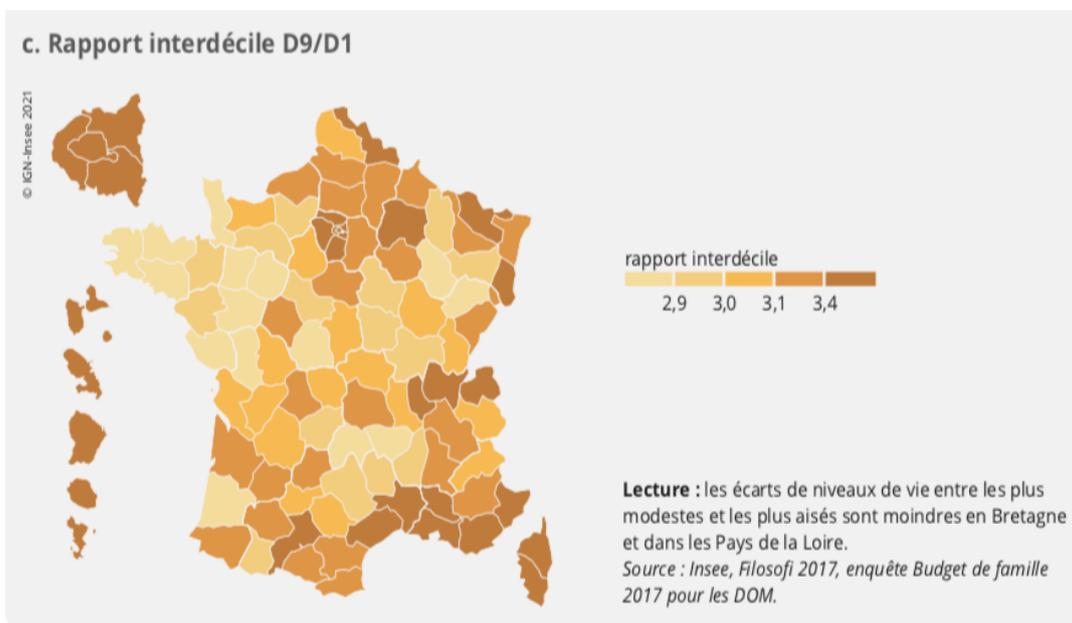 c. Rapport interdécile D9/D1
© IGN-Insee 2021
rapport interdécile
2,9 3,0 3,1 3,4
Lecture : les écarts de niveaux de vie entre les plus
modestes et les plus aisés sont moindres en Bretagne
et dans les Pays de la Loire.
Source : Insee, Filosofi 2017, enquête Budget de famille
2017 pour les DOM.